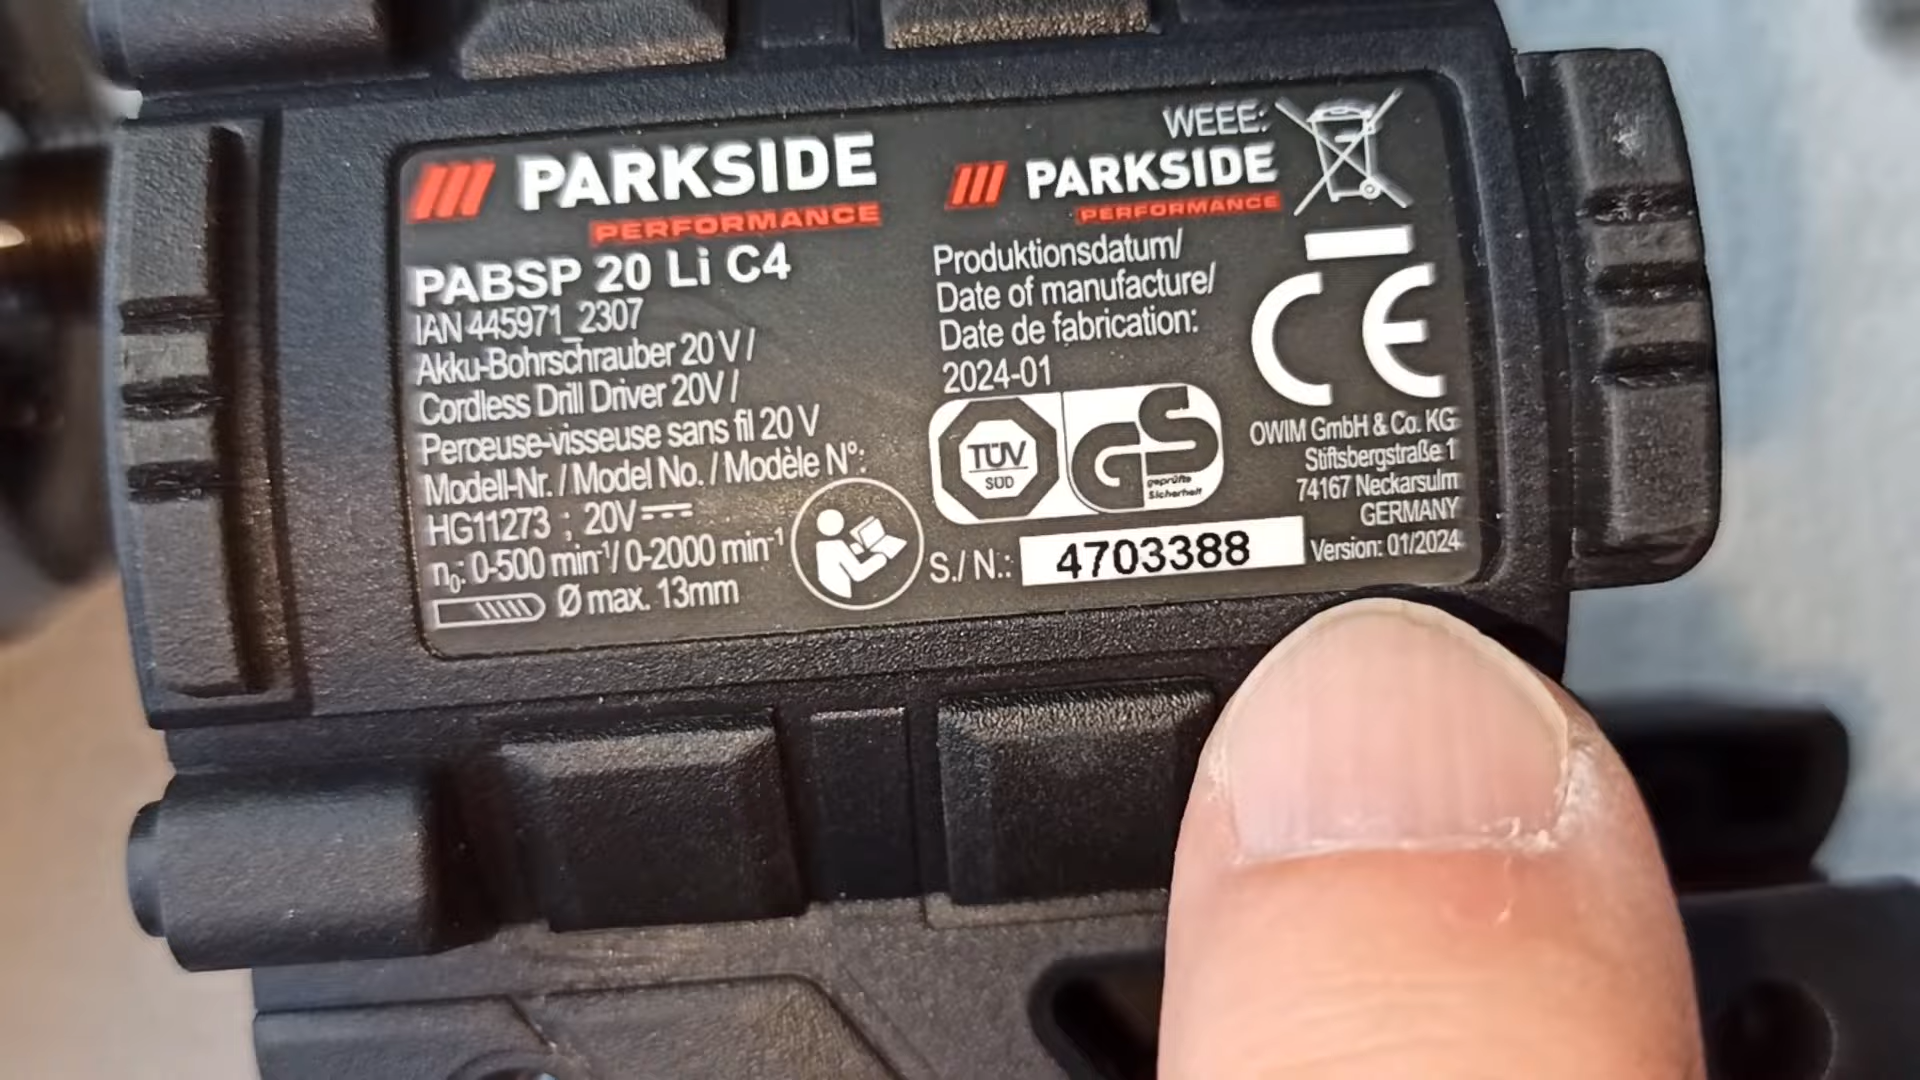 PARKSIDE
PERFORMANCE
PABSP 20 Li C4
IAN 445971_2307
Akku-Bohrschrauber 20 V /
Cordless Drill Driver 20V /
Perceuse-visseuse sans fil 20 V
Modell-Nr. / Model No. / Modèle N°:
HG11273 ; 20V
n₀: 0-500 min⁻¹/ 0-2000 min⁻¹
Ø max. 13mm
WEEE:
PARKSIDE
PERFORMANCE
Produktionsdatum/
Date of manufacture/
Date de fabrication:
2024-01
TÜV
SÜD
GS
geprüfte
Sicherheit
S./ N.: 4703388
CE
OWIM GmbH & Co. KG
Stiftsbergstraße 1
74167 Neckarsulm
GERMANY
Version: 01/2024